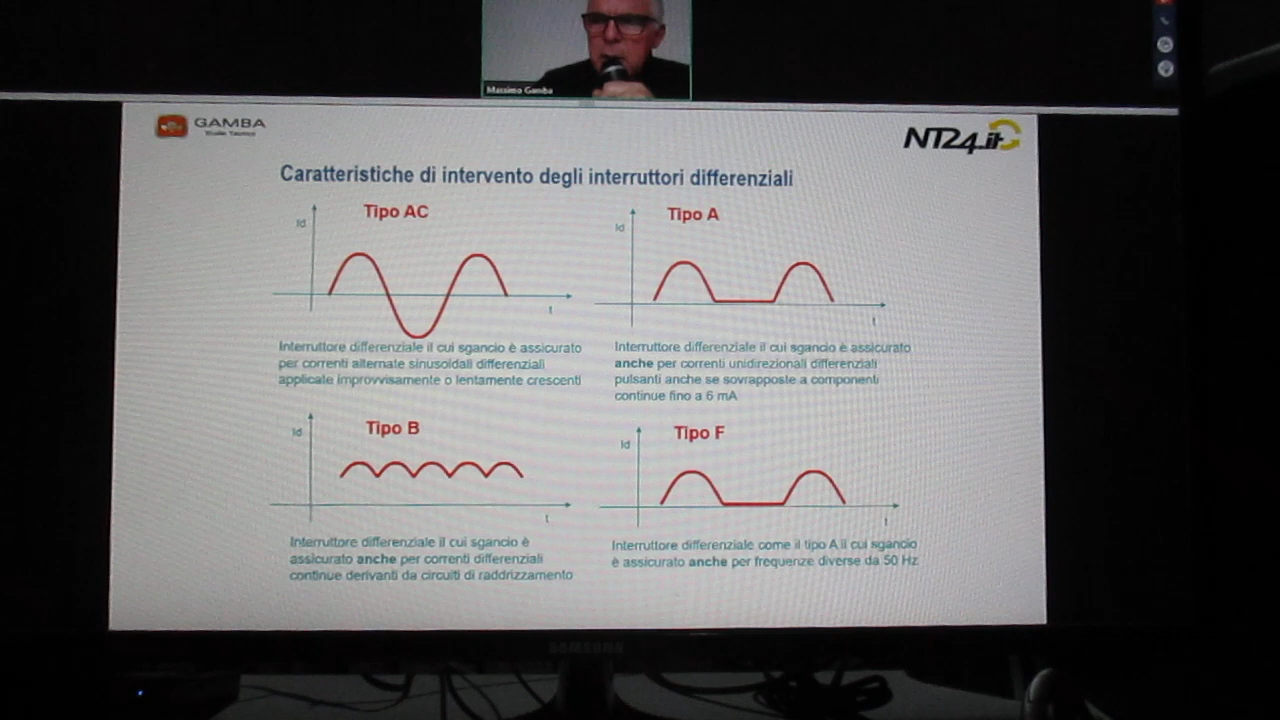 Massimo Gamba
GAMBA
Studio Tecnico
NT24.it
Caratteristiche di intervento degli interruttori differenziali
Tipo AC
Id
t
Interruttore differenziale il cui sgancio è assicurato
per correnti alternate sinusoidali differenziali
applicate improvvisamente o lentamente crescenti
Tipo A
Id
t
Interruttore differenziale il cui sgancio è assicurato
anche per correnti unidirezionali differenziali
pulsanti anche se sovrapposte a componenti
continue fino a 6 mA
Tipo B
Id
t
Interruttore differenziale il cui sgancio è
assicurato anche per correnti differenziali
continue derivanti da circuiti di raddrizzamento
Tipo F
Id
t
Interruttore differenziale come il tipo A il cui sgancio
è assicurato anche per frequenze diverse da 50 Hz
SAMSUNG